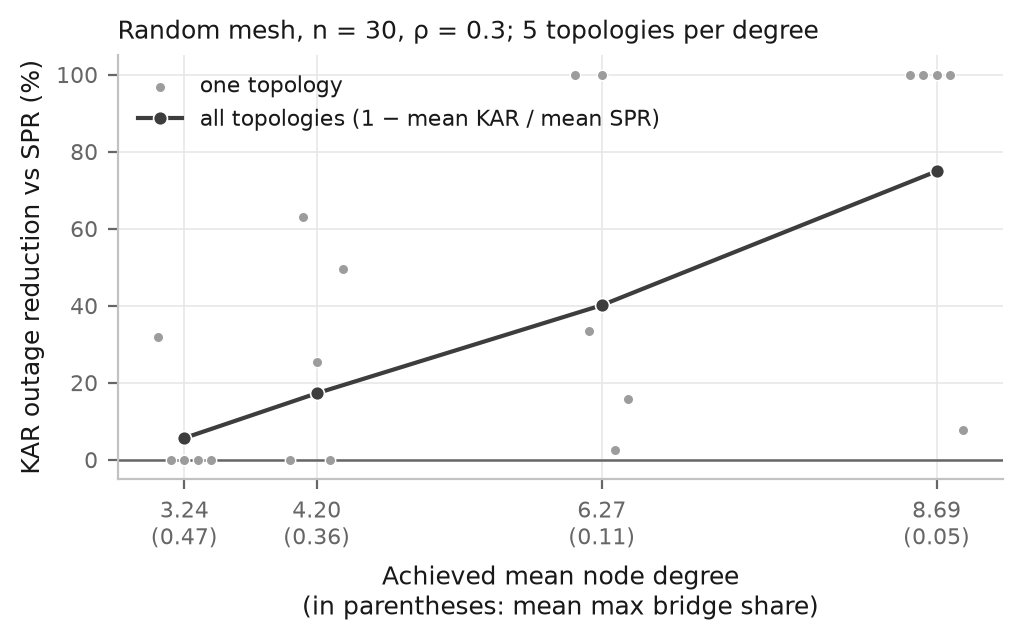 Random mesh, n = 30, ρ = 0.3; 5 topologies per degree
KAR outage reduction vs SPR (%)
100
80
60
40
20
0
one topology
all topologies (1 − mean KAR / mean SPR)
3.24
(0.47)
4.20
(0.36)
6.27
(0.11)
8.69
(0.05)
Achieved mean node degree
(in parentheses: mean max bridge share)